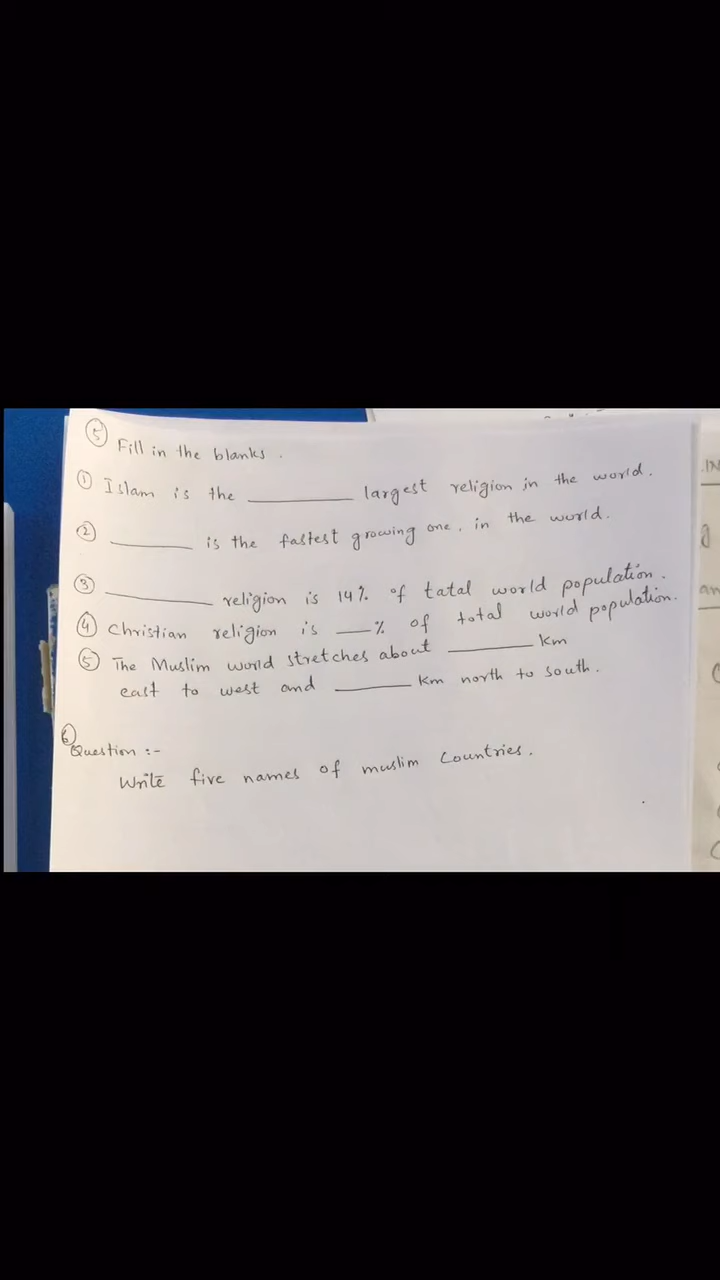 5 Fill in the blanks.
1 Islam is the ________ largest religion in the world.
2 ________ is the fastest growing one, in the world.
3 ________ religion is 14% of tatal world population.
4 Christian religion is ___% of total world population.
5 The Muslim world stretches about ________ km
east to west and ________ km north to south.
6
Question :-
Write five names of muslim Countries.